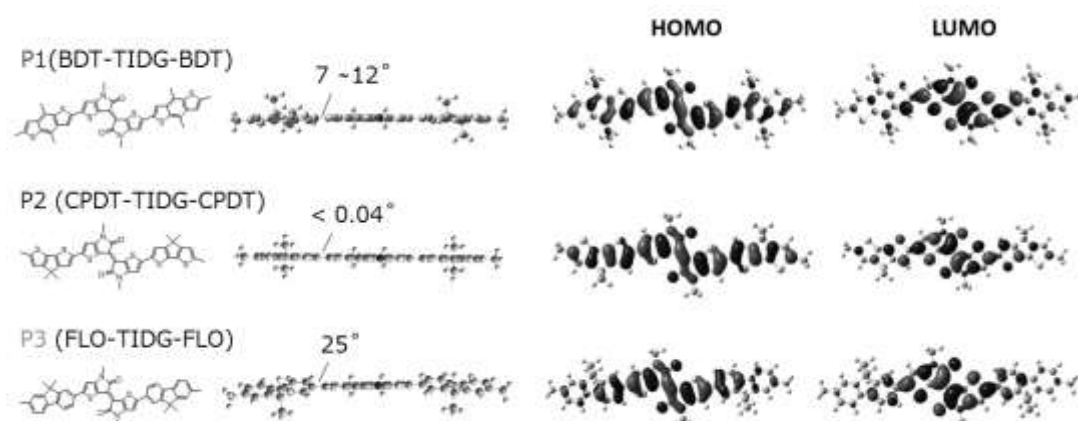 HOMO LUMO
P1(BDT-TIDG-BDT)
7 ~12°
P2 (CPDT-TIDG-CPDT)
< 0.04°
P3 (FLO-TIDG-FLO)
25°